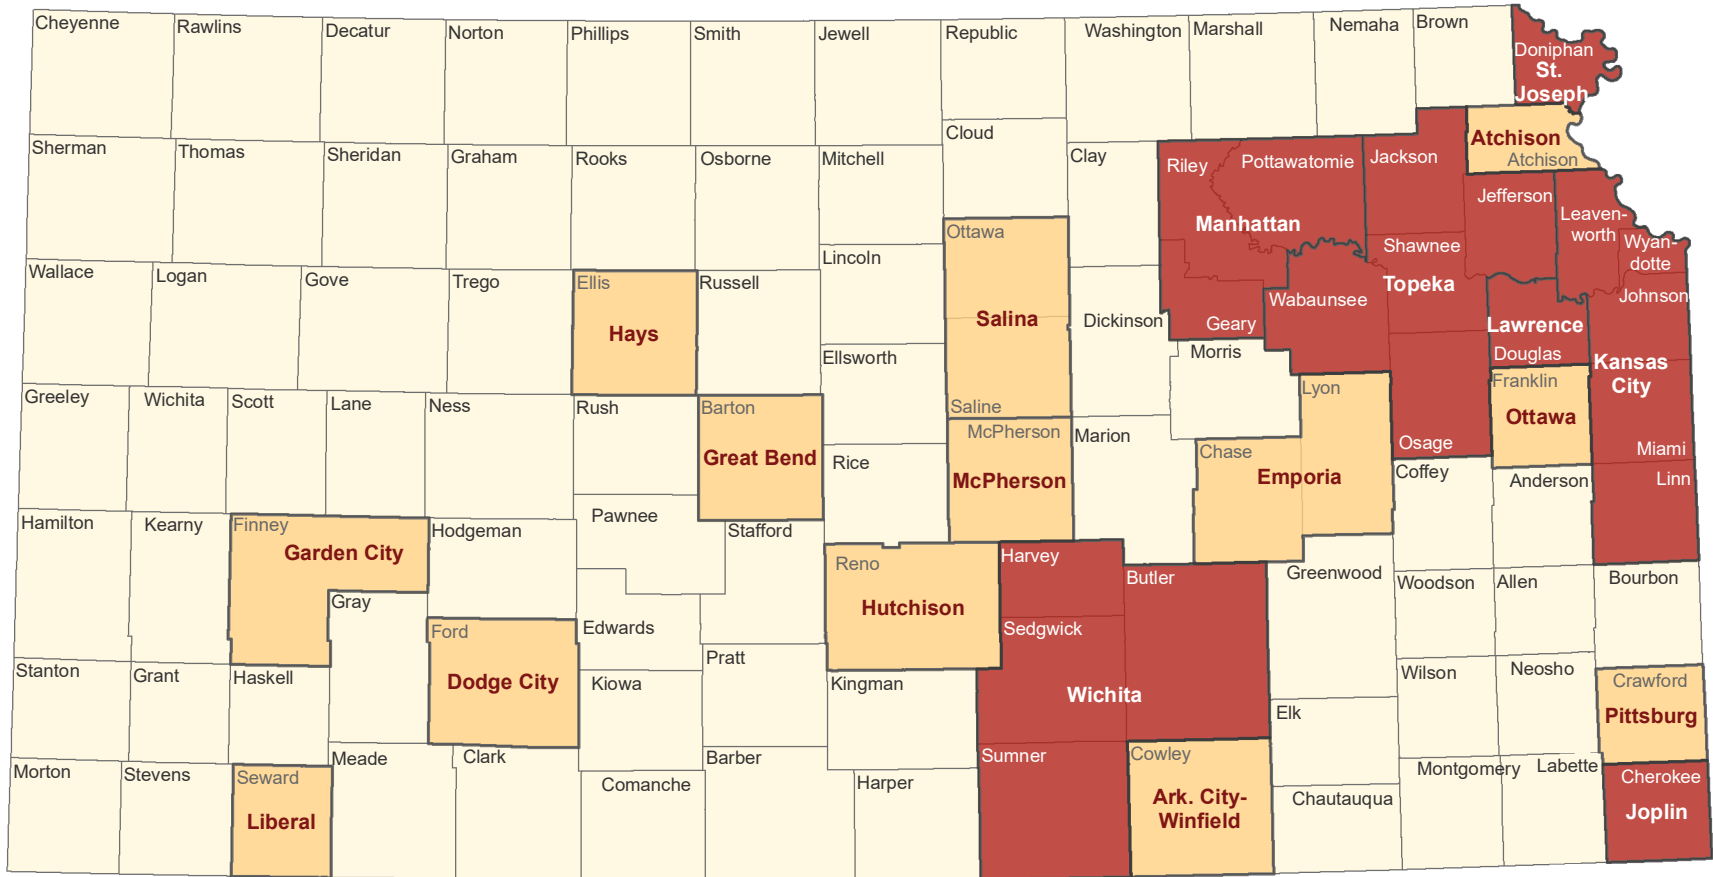 Cheyenne
Rawlins
Decatur
Norton
Phillips
Smith
Jewell
Republic
Washington
Marshall
Nemaha
Brown
Doniphan
St.
Joseph
Cloud
Atchison
Atchison
Sherman
Thomas
Sheridan
Graham
Rooks
Osborne
Mitchell
Clay
Riley
Pottawatomie
Jackson
Jefferson
Leaven-
worth
Manhattan
Ottawa
Shawnee
Wyan-
dotte
Lincoln
Wallace
Logan
Gove
Trego
Ellis
Russell
Hays
Salina
Dickinson
Geary
Wabaunsee
Topeka
Johnson
Lawrence
Douglas
Kansas
City
Ellsworth
Morris
Greeley
Wichita
Scott
Lane
Ness
Rush
Barton
Great Bend
Saline
McPherson
McPherson
Marion
Lyon
Chase
Emporia
Osage
Franklin
Ottawa
Miami
Rice
Coffey
Anderson
Linn
Hamilton
Kearny
Finney
Garden City
Hodgeman
Pawnee
Stafford
Reno
Hutchison
Harvey
Butler
Greenwood
Woodson
Allen
Bourbon
Gray
Ford
Dodge City
Edwards
Sedgwick
Wichita
Stanton
Grant
Haskell
Kiowa
Pratt
Kingman
Elk
Wilson
Neosho
Crawford
Pittsburg
Morton
Stevens
Seward
Liberal
Meade
Clark
Comanche
Barber
Harper
Sumner
Cowley
Ark. City-
Winfield
Chautauqua
Montgomery
Labette
Cherokee
Joplin